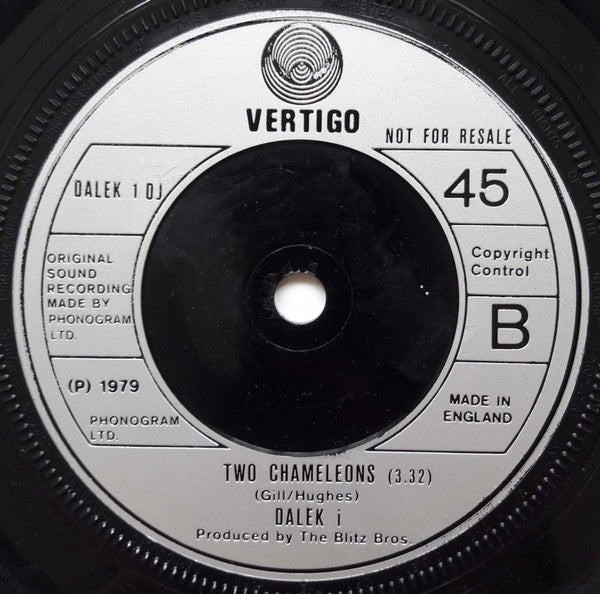 VERTIGO
NOT FOR RESALE
DALEK 1 DJ
45
ORIGINAL
SOUND
RECORDING
MADE BY
PHONOGRAM
LTD.
Copyright
Control
B
(P) 1979
MADE IN
ENGLAND
PHONOGRAM
LTD.
TWO CHAMELEONS (3.32)
(Gill/Hughes)
DALEK i
Produced by The Blitz Bros.